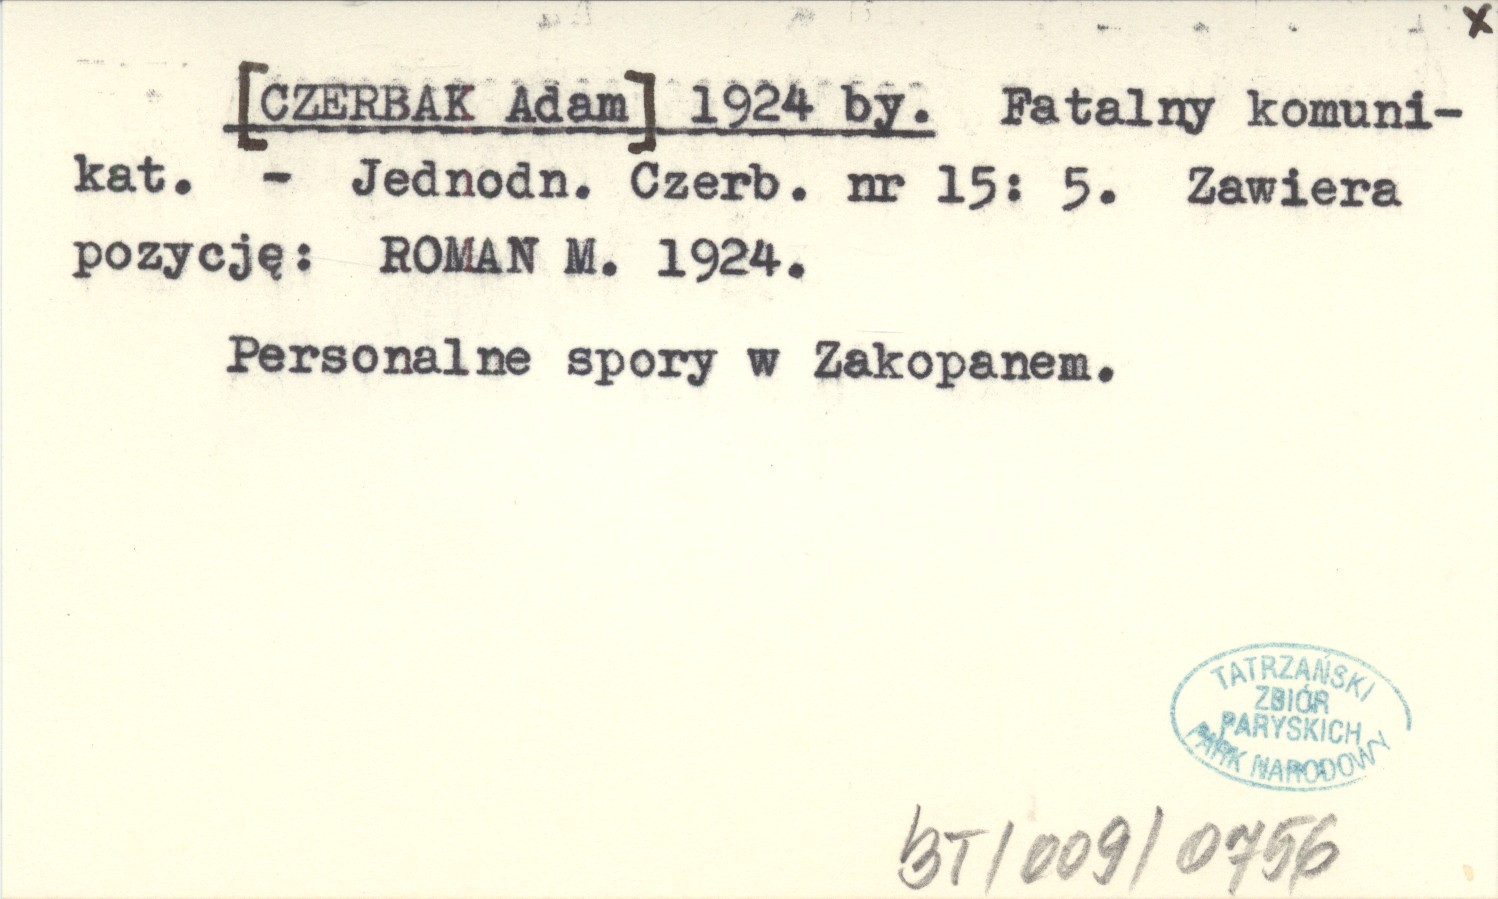 x
[CZERBAK Adam] 1924 by. Fatalny komuni-
kat. - Jednodn. Czerb. nr 15: 5. Zawiera
pozycję: ROMAN M. 1924.
Personalne spory w Zakopanem.
TATRZAŃSKI
ZBIÓR
PARYSKICH
PARK NARODOWY
BT/009/0756